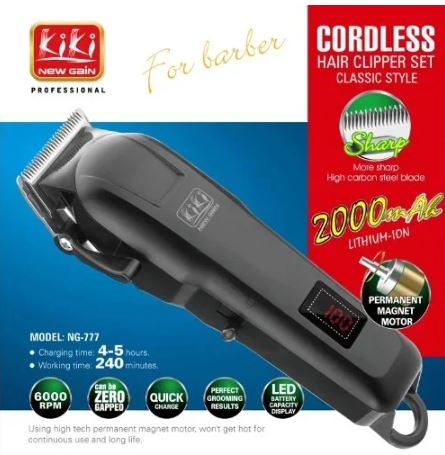 KiKi
NEW GAiN
PROFESSIONAL
For barber
CORDLESS
HAIR CLIPPER SET
CLASSIC STYLE
Sharp
More sharp
High carbon steel blade
2000mAh
LITHIUM-ION
KiKi
NEW GAIN
188
PERMANENT
MAGNET
MOTOR
MODEL: NG-777
Charging time: 4-5 hours.
Working time: 240 minutes.
6000
RPM
can be
ZERO
GAPPED
QUICK
CHANGE
PERFECT
GROOMING
RESULTS
LED
BATTERY
CAPACITY
DISPLAY
Using high tech permanent magnet motor, won't get hot for
continuous use and long life.